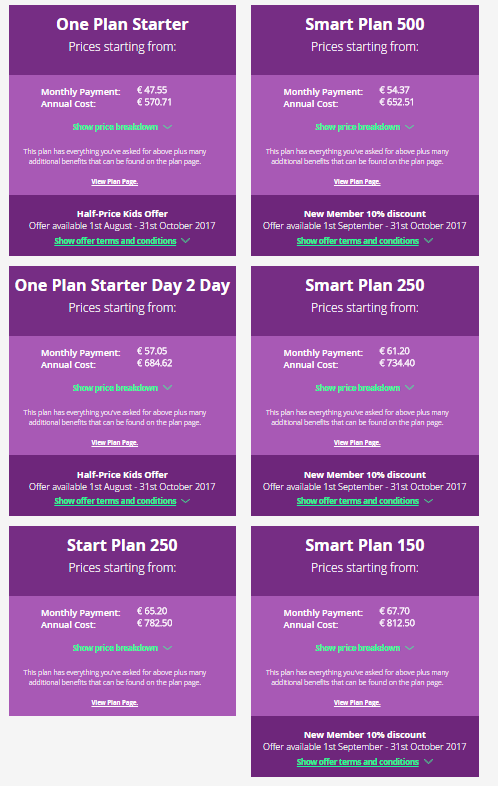 One Plan Starter
Prices starting from:
Monthly Payment: € 47.55
Annual Cost: € 570.71
Show price breakdown
This plan has everything you've asked for above plus many
additional benefits that can be found on the plan page.
View Plan Page.
Half-Price Kids Offer
Offer available 1st August - 31st October 2017
Show offer terms and conditions
Smart Plan 500
Prices starting from:
Monthly Payment: € 54.37
Annual Cost: € 652.51
Show price breakdown
This plan has everything you've asked for above plus many
additional benefits that can be found on the plan page.
View Plan Page.
New Member 10% discount
Offer available 1st September - 31st October 2017
Show offer terms and conditions
One Plan Starter Day 2 Day
Prices starting from:
Monthly Payment: € 57.05
Annual Cost: € 684.62
Show price breakdown
This plan has everything you've asked for above plus many
additional benefits that can be found on the plan page.
View Plan Page.
Half-Price Kids Offer
Offer available 1st August - 31st October 2017
Show offer terms and conditions
Smart Plan 250
Prices starting from:
Monthly Payment: € 61.20
Annual Cost: € 734.40
Show price breakdown
This plan has everything you've asked for above plus many
additional benefits that can be found on the plan page.
View Plan Page.
New Member 10% discount
Offer available 1st September - 31st October 2017
Show offer terms and conditions
Start Plan 250
Prices starting from:
Monthly Payment: € 65.20
Annual Cost: € 782.50
Show price breakdown
This plan has everything you've asked for above plus many
additional benefits that can be found on the plan page.
View Plan Page.
Smart Plan 150
Prices starting from:
Monthly Payment: € 67.70
Annual Cost: € 812.50
Show price breakdown
This plan has everything you've asked for above plus many
additional benefits that can be found on the plan page.
View Plan Page.
New Member 10% discount
Offer available 1st September - 31st October 2017
Show offer terms and conditions